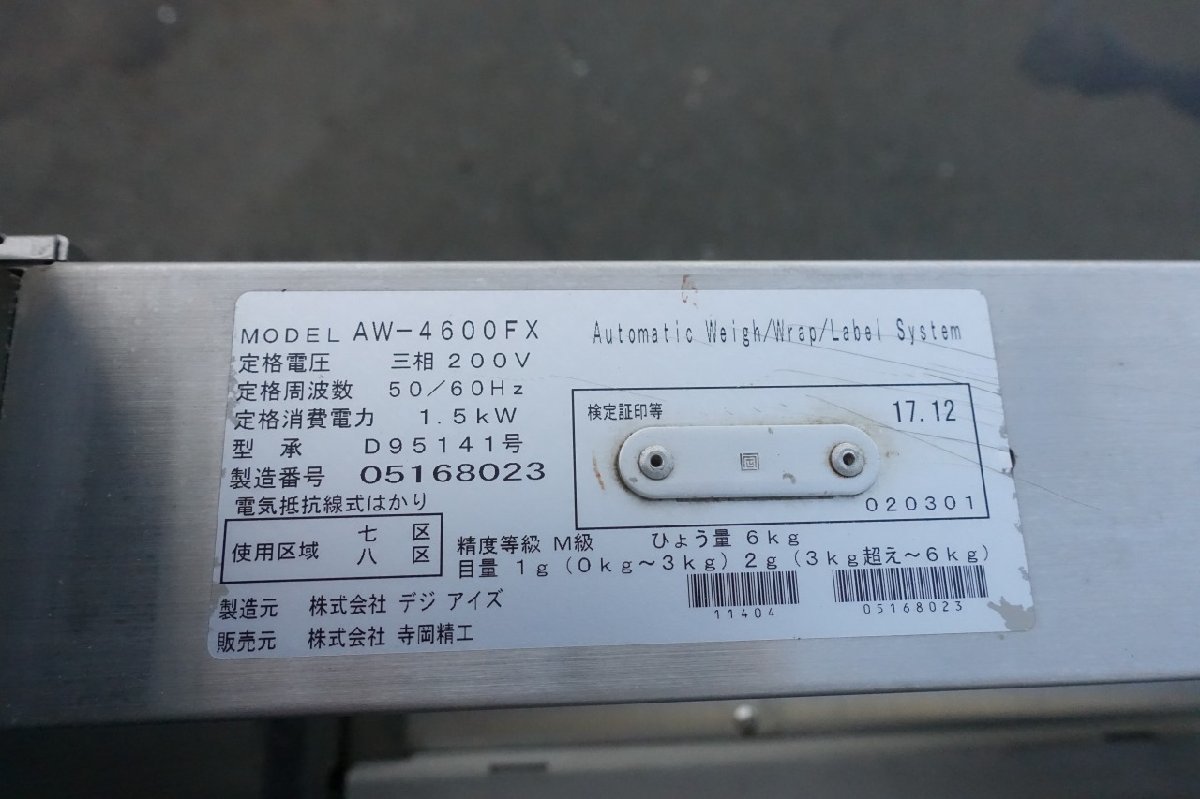 MODEL AW-4600FX Automatic Weigh/Wrap/Label System
定格電圧 三相 200V
定格周波数 50/60Hz
定格消費電力 1.5kW
型 承 D95141号
製造番号 05168023
電気抵抗線式はかり
検定証印等 17.12
岡
020301
使用区域 七 区
八 区
精度等級 M級 ひょう量 6kg
目量 1g (0kg~3kg) 2g (3kg超え~6kg)
製造元 株式会社 デジ アイズ
11404 05168023
販売元 株式会社 寺岡精工